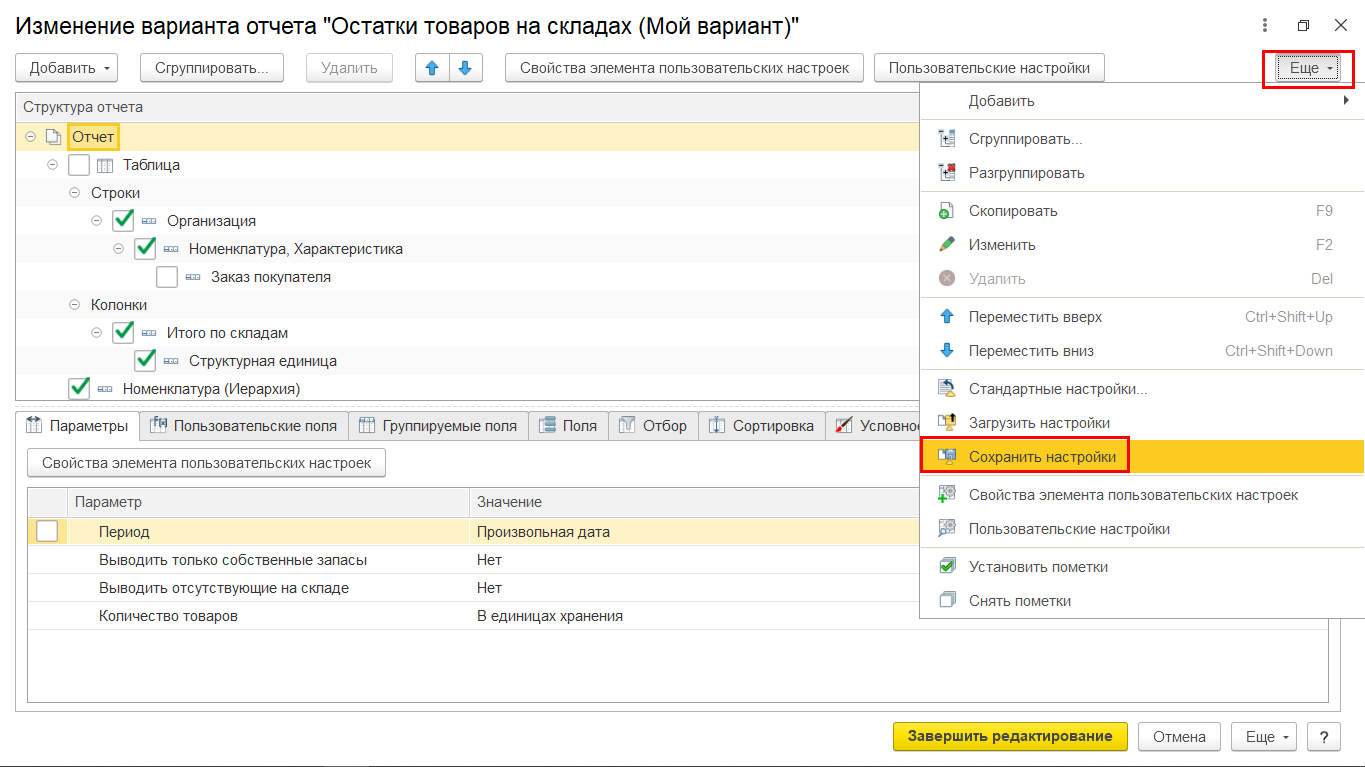 Изменение варианта отчета "Остатки товаров на складах (Мой вариант)"
Добавить Сгруппировать... Удалить Свойства элемента пользовательских настроек Пользовательские настройки Еще
Структура отчета
Отчет
Таблица
Строки
Организация
Номенклатура, Характеристика
Заказ покупателя
Колонки
Итого по складам
Структурная единица
Номенклатура (Иерархия)
Добавить
Сгруппировать...
Разгруппировать
Скопировать F9
Изменить F2
Удалить Del
Переместить вверх Ctrl+Shift+Up
Переместить вниз Ctrl+Shift+Down
Стандартные настройки...
Загрузить настройки
Сохранить настройки
Свойства элемента пользовательских настроек
Пользовательские настройки
Установить пометки
Снять пометки
Параметры Пользовательские поля Группируемые поля Поля Отбор Сортировка Условно
Свойства элемента пользовательских настроек
Параметр Значение
Период Произвольная дата
Выводить только собственные запасы Нет
Выводить отсутствующие на складе Нет
Количество товаров В единицах хранения
Завершить редактирование Отмена Еще ?